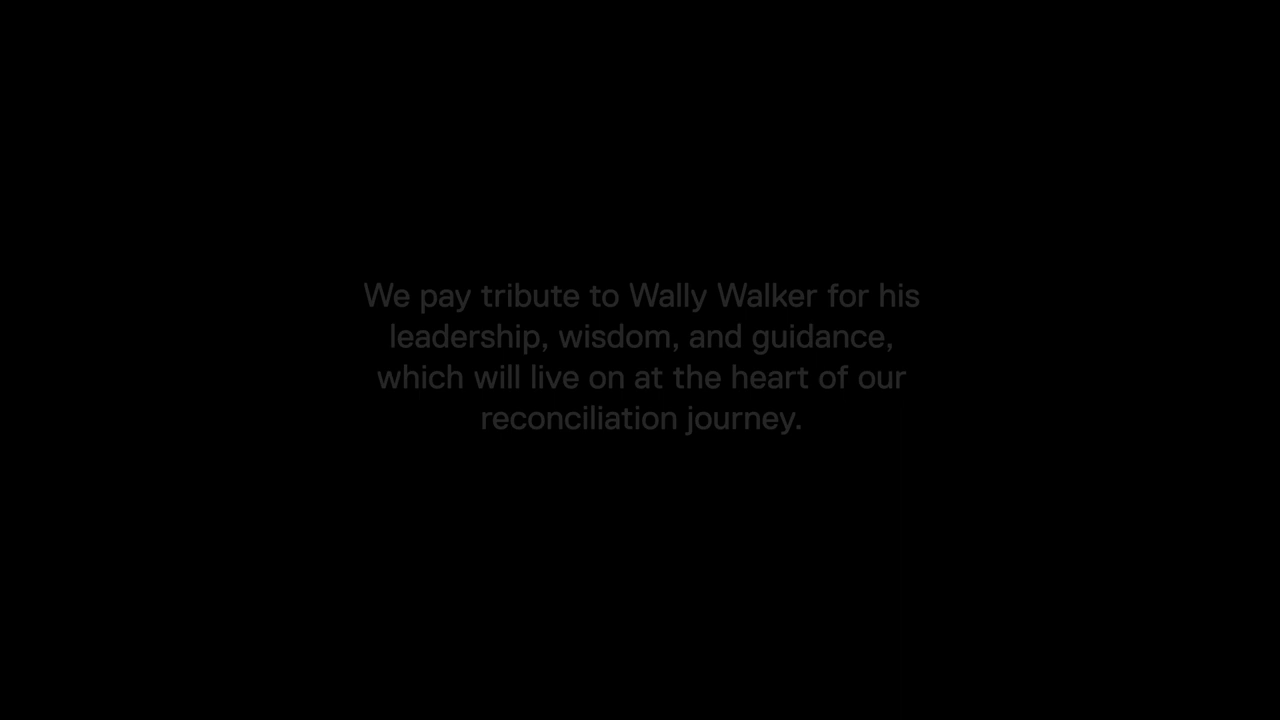 We pay tribute to Wally Walker for his
leadership, wisdom, and guidance,
which will live on at the heart of our
reconciliation journey.